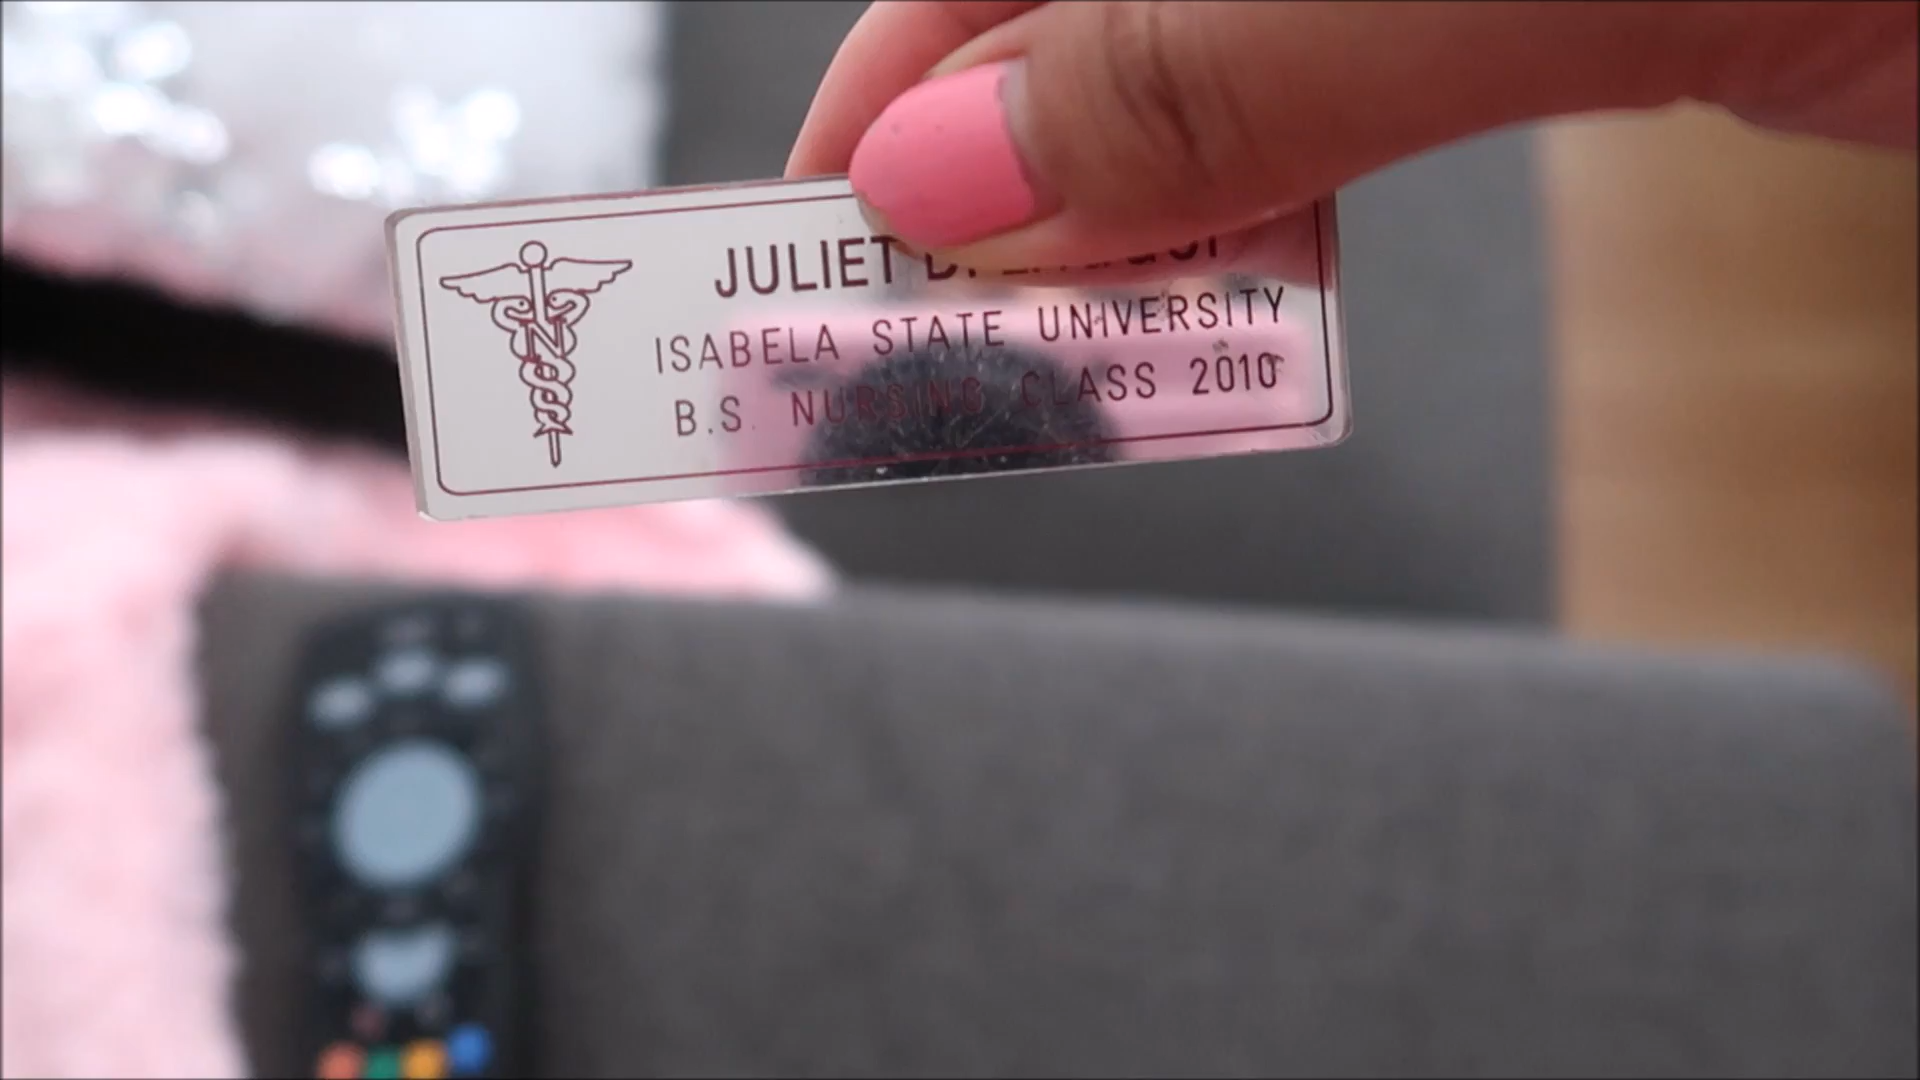 JULIET D.
ISABELA STATE UNIVERSITY
B.S. NURSING CLASS 2010